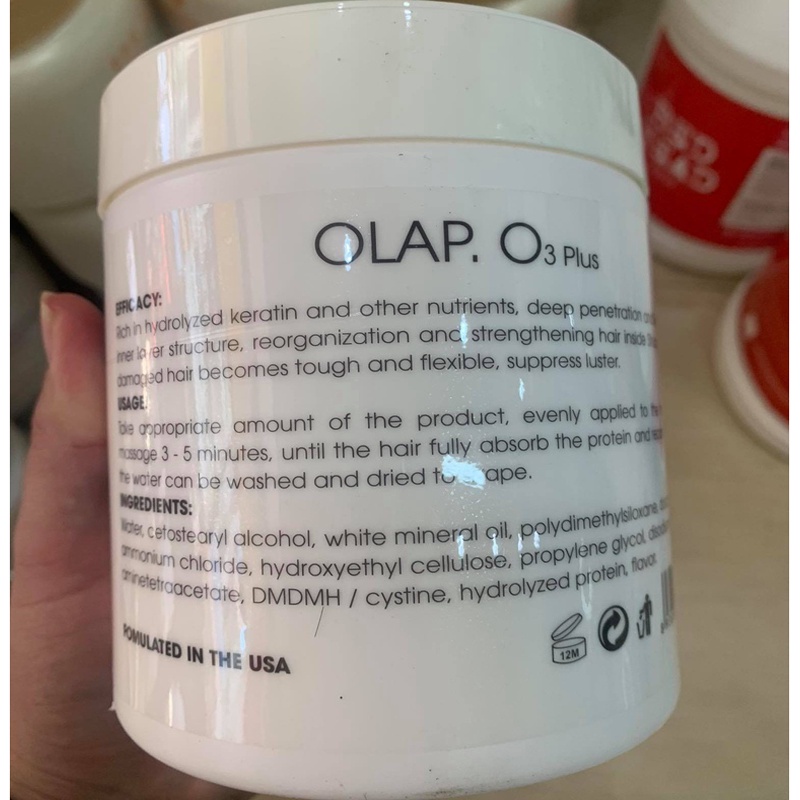 OLAP. O3 Plus
EFFICACY:
Rich in hydrolyzed keratin and other nutrients, deep penetration
inner layer structure, reorganization and strengthening hair inside
damaged hair becomes tough and flexible, suppress luster.
USAGE.
Take appropriate amount of the product, evenly applied to the
massage 3 - 5 minutes, until the hair fully absorb the protein and
the water can be washed and dried to ape.
INGREDIENTS:
Water, cetostearyl alcohol, white mineral oil, polydimethylsiloxane,
ammonium chloride, hydroxyethyl cellulose, propylene glycol,
aminetetraacetate, DMDMH / cystine, hydrolyzed protein, flavor.
12M
FOMULATED IN THE USA